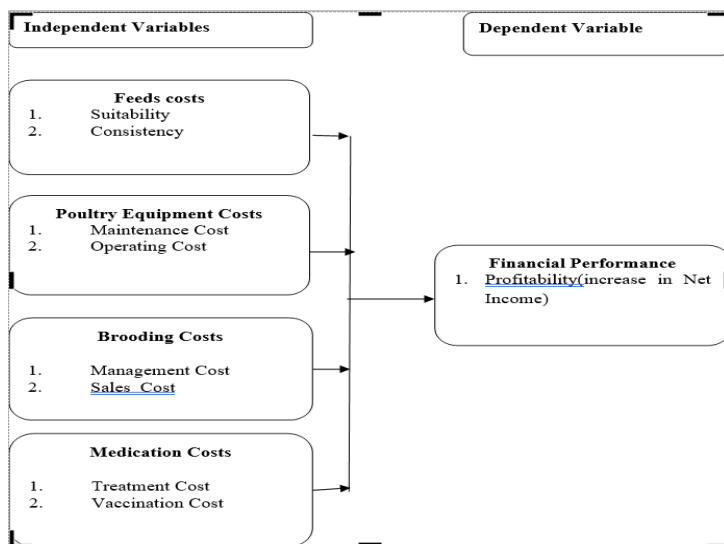 Independent Variables
Dependent Variable
Feeds costs
1. Suitability
2. Consistency
Poultry Equipment Costs
1. Maintenance Cost
2. Operating Cost
Financial Performance
1. Profitability(increase in Net
Income)
Brooding Costs
1. Management Cost
2. Sales Cost
Medication Costs
1. Treatment Cost
2. Vaccination Cost